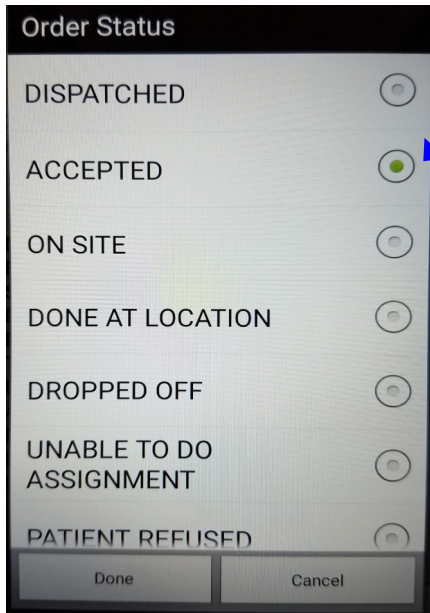 Order Status
DISPATCHED
ACCEPTED
ON SITE
DONE AT LOCATION
DROPPED OFF
UNABLE TO DO
ASSIGNMENT
PATIENT REFUSED
Done
Cancel